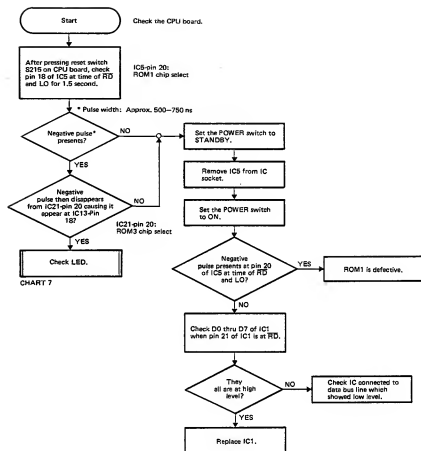 Start
Check the CPU board.
After pressing reset switch
S215 on CPU board, check
pin 18 of IC5 at time of RD
and LO for 1.5 second.
IC5-pin 20:
ROM1 chip select
* Pulse width: Approx. 500–750 ns
Negative pulse*
presents?
NO
YES
Negative
pulse then disappears
from IC21-pin 20 causing it
appear at IC13-Pin
18?
NO
IC21-pin 20:
ROM3 chip select
YES
Check LED.
CHART 7
Set the POWER switch to
STANDBY.
Remove IC5 from IC
socket.
Set the POWER switch
to ON.
Negative
pulse presents at pin 20
of IC5 at time of RD
and LO?
YES
ROM1 is defective.
NO
Check D0 thru D7 of IC1
when pin 21 of IC1 is at RD.
They
all are at high
level?
NO
Check IC connected to
data bus line which
showed low level.
YES
Replace IC1.